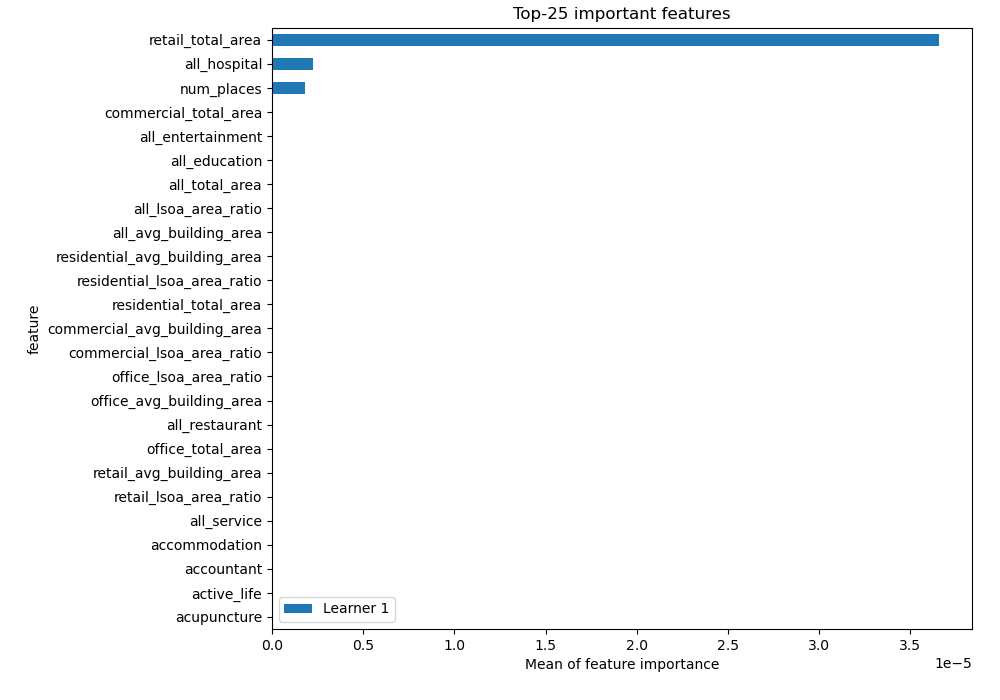 Top-25 important features
retail_total_area
all_hospital
num_places
commercial_total_area
all_entertainment
all_education
all_total_area
all_lsoa_area_ratio
all_avg_building_area
residential_avg_building_area
residential_lsoa_area_ratio
residential_total_area
commercial_avg_building_area
commercial_lsoa_area_ratio
office_lsoa_area_ratio
office_avg_building_area
all_restaurant
office_total_area
retail_avg_building_area
retail_lsoa_area_ratio
all_service
accommodation
accountant
active_life
acupuncture
feature
Learner 1
0.0 0.5 1.0 1.5 2.0 2.5 3.0 3.5
1e−5
Mean of feature importance